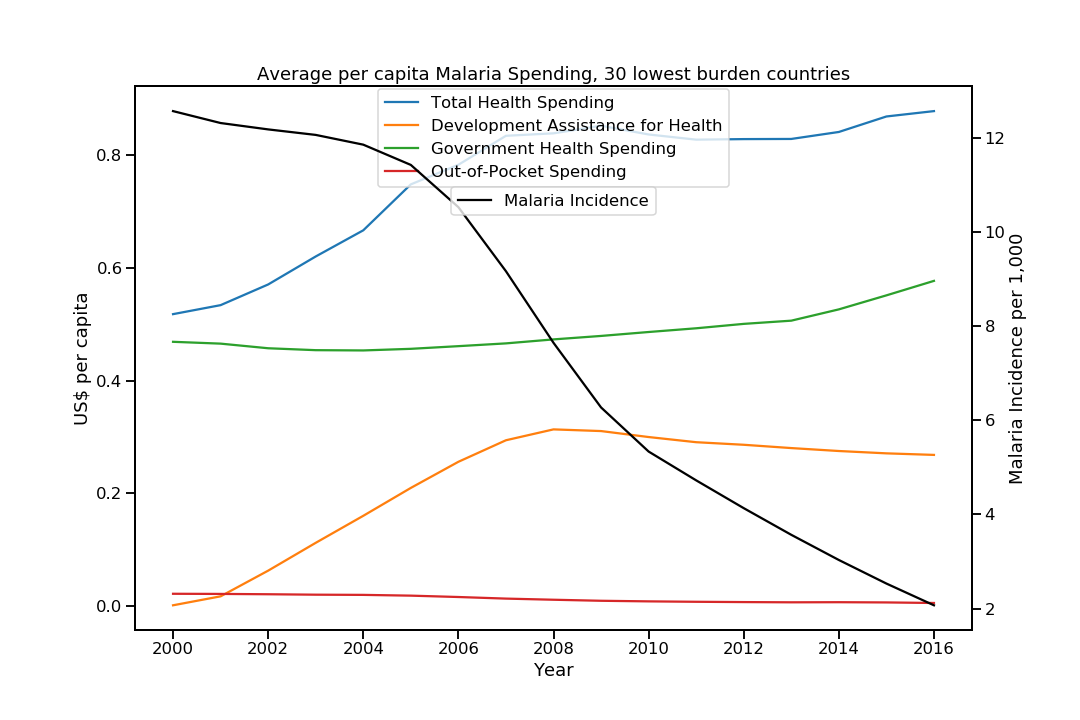 Average per capita Malaria Spending, 30 lowest burden countries
Total Health Spending
Development Assistance for Health
Government Health Spending
Out-of-Pocket Spending
Malaria Incidence
US$ per capita
0.8
0.6
0.4
0.2
0.0
12
10
8
6
4
2
Malaria Incidence per 1,000
2000 2002 2004 2006 2008 2010 2012 2014 2016
Year